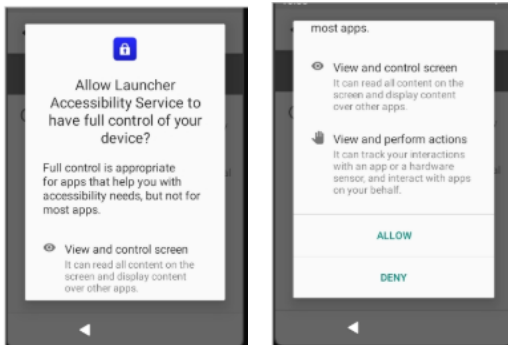 Allow Launcher
Accessibility Service to
have full control of your
device?
Full control is appropriate
for apps that help you with
accessibility needs, but not for
most apps.
View and control screen
It can read all content on the
screen and display content
over other apps.
most apps.
View and control screen
It can read all content on the
screen and display content
over other apps.
View and perform actions
It can track your interactions
with an app or a hardware
sensor, and interact with apps
on your behalf.
ALLOW
DENY